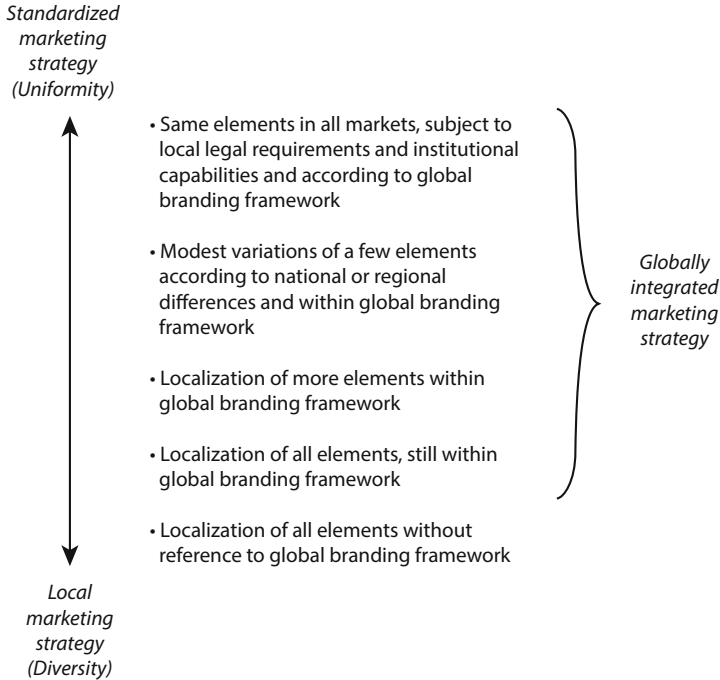 Standardized
marketing
strategy
(Uniformity)
• Same elements in all markets, subject to
local legal requirements and institutional
capabilities and according to global
branding framework
• Modest variations of a few elements
according to national or regional
differences and within global branding
framework
• Localization of more elements within
global branding framework
• Localization of all elements, still within
global branding framework
• Localization of all elements without
reference to global branding framework
Globally
integrated
marketing
strategy
Local
marketing
strategy
(Diversity)